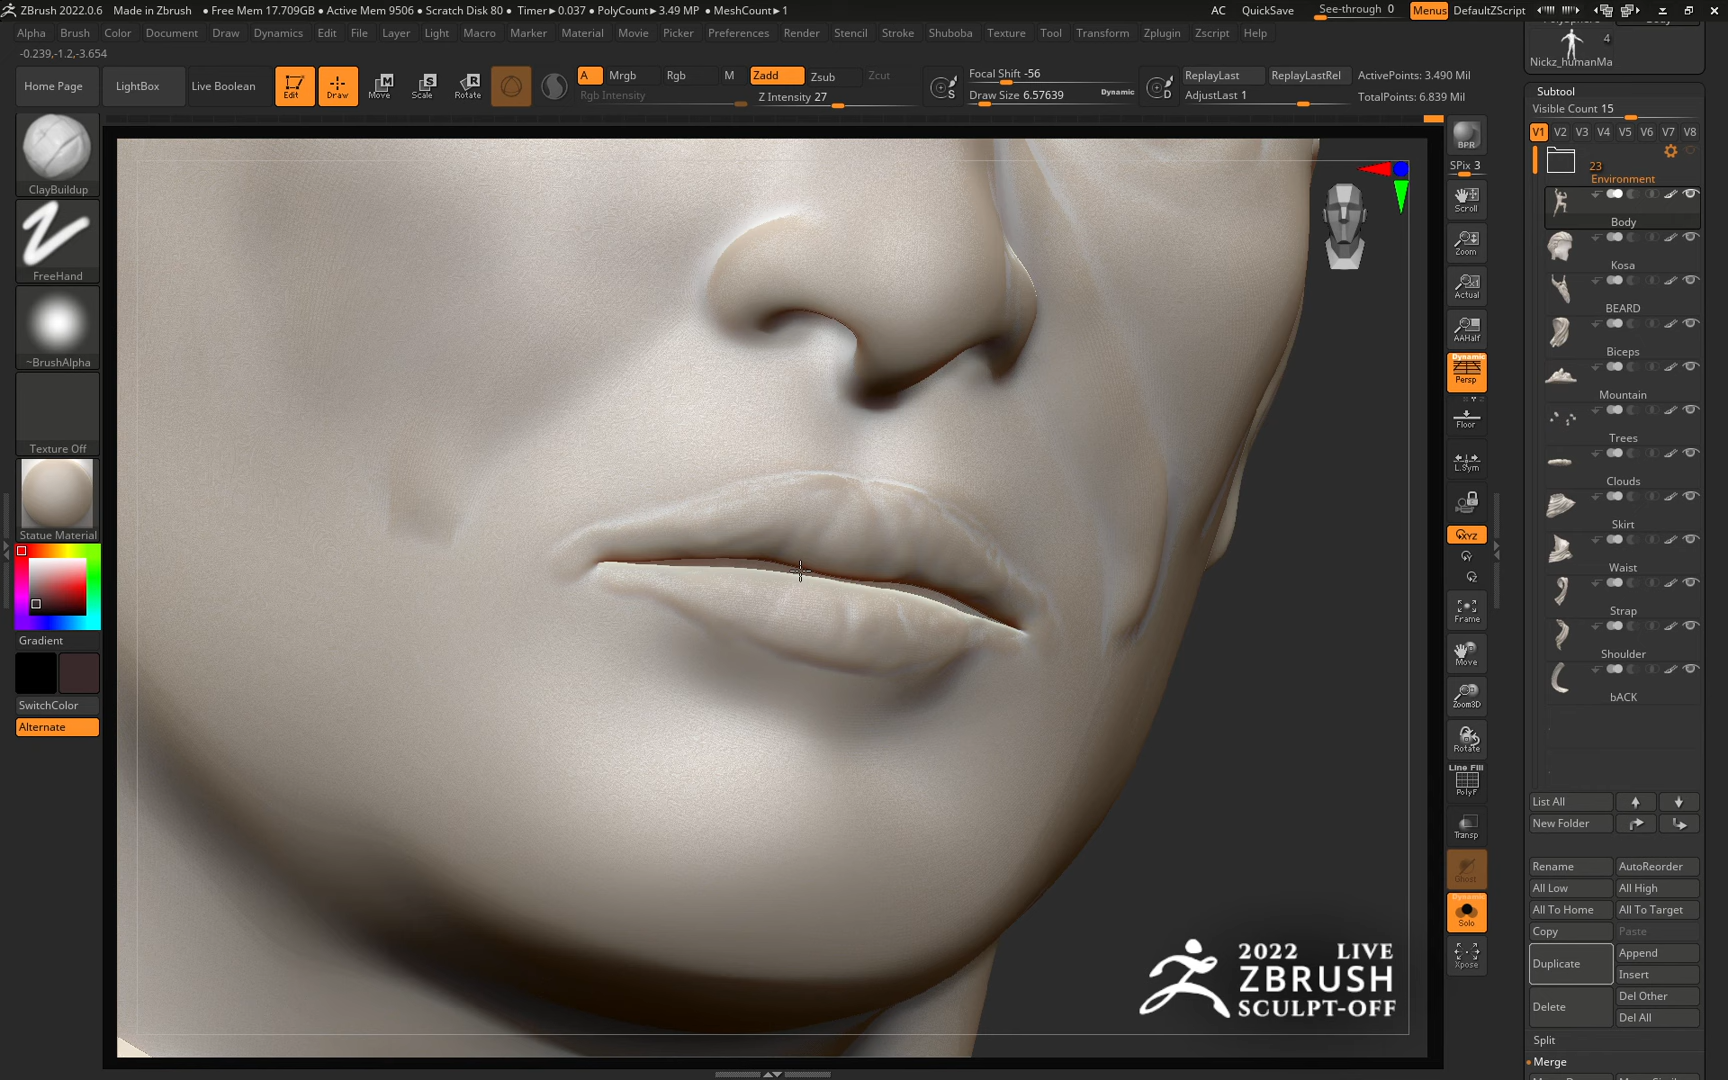 ZBrush 2022.0.6 Made in Zbrush • Free Mem 17.709GB • Active Mem 9506 • Scratch Disk 80 • Timer▸0.037 • PolyCount▸3.49 MP • MeshCount▸1 AC QuickSave See-through 0 Menus DefaultZScript
Alpha Brush Color Document Draw Dynamics Edit File Layer Light Macro Marker Material Movie Picker Preferences Render Stencil Stroke Shuboba Texture Tool Transform Zplugin Zscript Help
-0.239,-1.2,-3.654
Home Page LightBox Live Boolean Edit Draw Move Scale Rotate
A Mrgb Rgb M Zadd Zsub Zcut
Rgb Intensity Z Intensity 27
S Focal Shift -56
Draw Size 6.57639 Dynamic
D ReplayLast ReplayLastRel ActivePoints: 3.490 Mil
AdjustLast 1 TotalPoints: 6.839 Mil
4
Nickz_humanMa
ClayBuildup
FreeHand
~BrushAlpha
Texture Off
Statue Material
Gradient
SwitchColor
Alternate
BPR
SPix 3
Scroll
Zoom
Actual
AAHalf
Dynamic
Persp
Floor
L.Sym
XYZ
Frame
Move
Zoom3D
Rotate
Line Fill
PolyF
Transp
Ghost
Dynamic
Solo
Xpose
Subtool
Visible Count 15
V1 V2 V3 V4 V5 V6 V7 V8
23
Environment
Body
Kosa
BEARD
Biceps
Mountain
Trees
Clouds
Skirt
Waist
Strap
Shoulder
bACK
List All
New Folder
Rename AutoReorder
All Low All High
All To Home All To Target
Copy Paste
Duplicate Append
Insert
Delete Del Other
Del All
Split
Merge
2022 LIVE
ZBRUSH
SCULPT-OFF